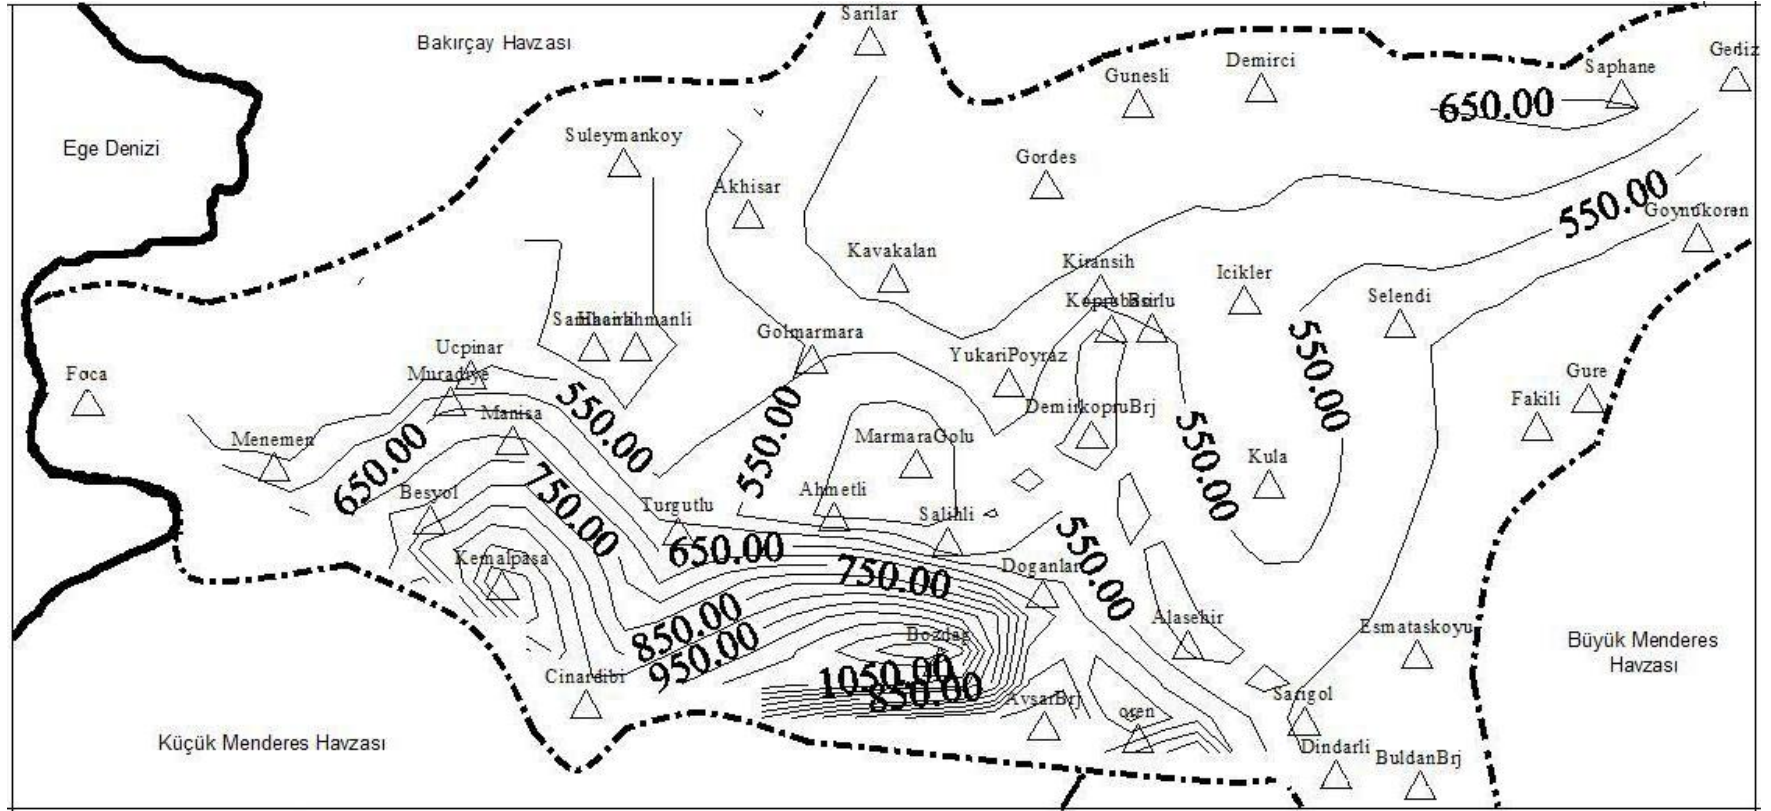 Sarilar
Bakırçay Havzası
Gediz
Demirci
Saphane
Gunesli
650.00
Suleymankoy
Ege Denizi
Gordes
Akhisar
550.00
Goynukoren
Kavakalan
Kiransih
Icikler
Selendi
Koprubasi
Borlu
Golmarmara
Ucpinar
YukariPoyraz
550.00
Foca
Muradiye
Gure
Fakili
Manisa
550.00
550.00
DemirkopruBrj
Menemen
MarmaraGolu
550.00
Kula
650.00
Besyol
750.00
Ahmetli
Turgutlu
Salihli
650.00
550.00
Kemalpasa
Doganlar
750.00
Alasehir
850.00
Bozdag
Esmataskoyu
Büyük Menderes
Havzası
950.00
Cinardibi
1050.00
850.00
AvsarBrj
oren
Sarigol
Küçük Menderes Havzası
Dindarli
BuldanBrj